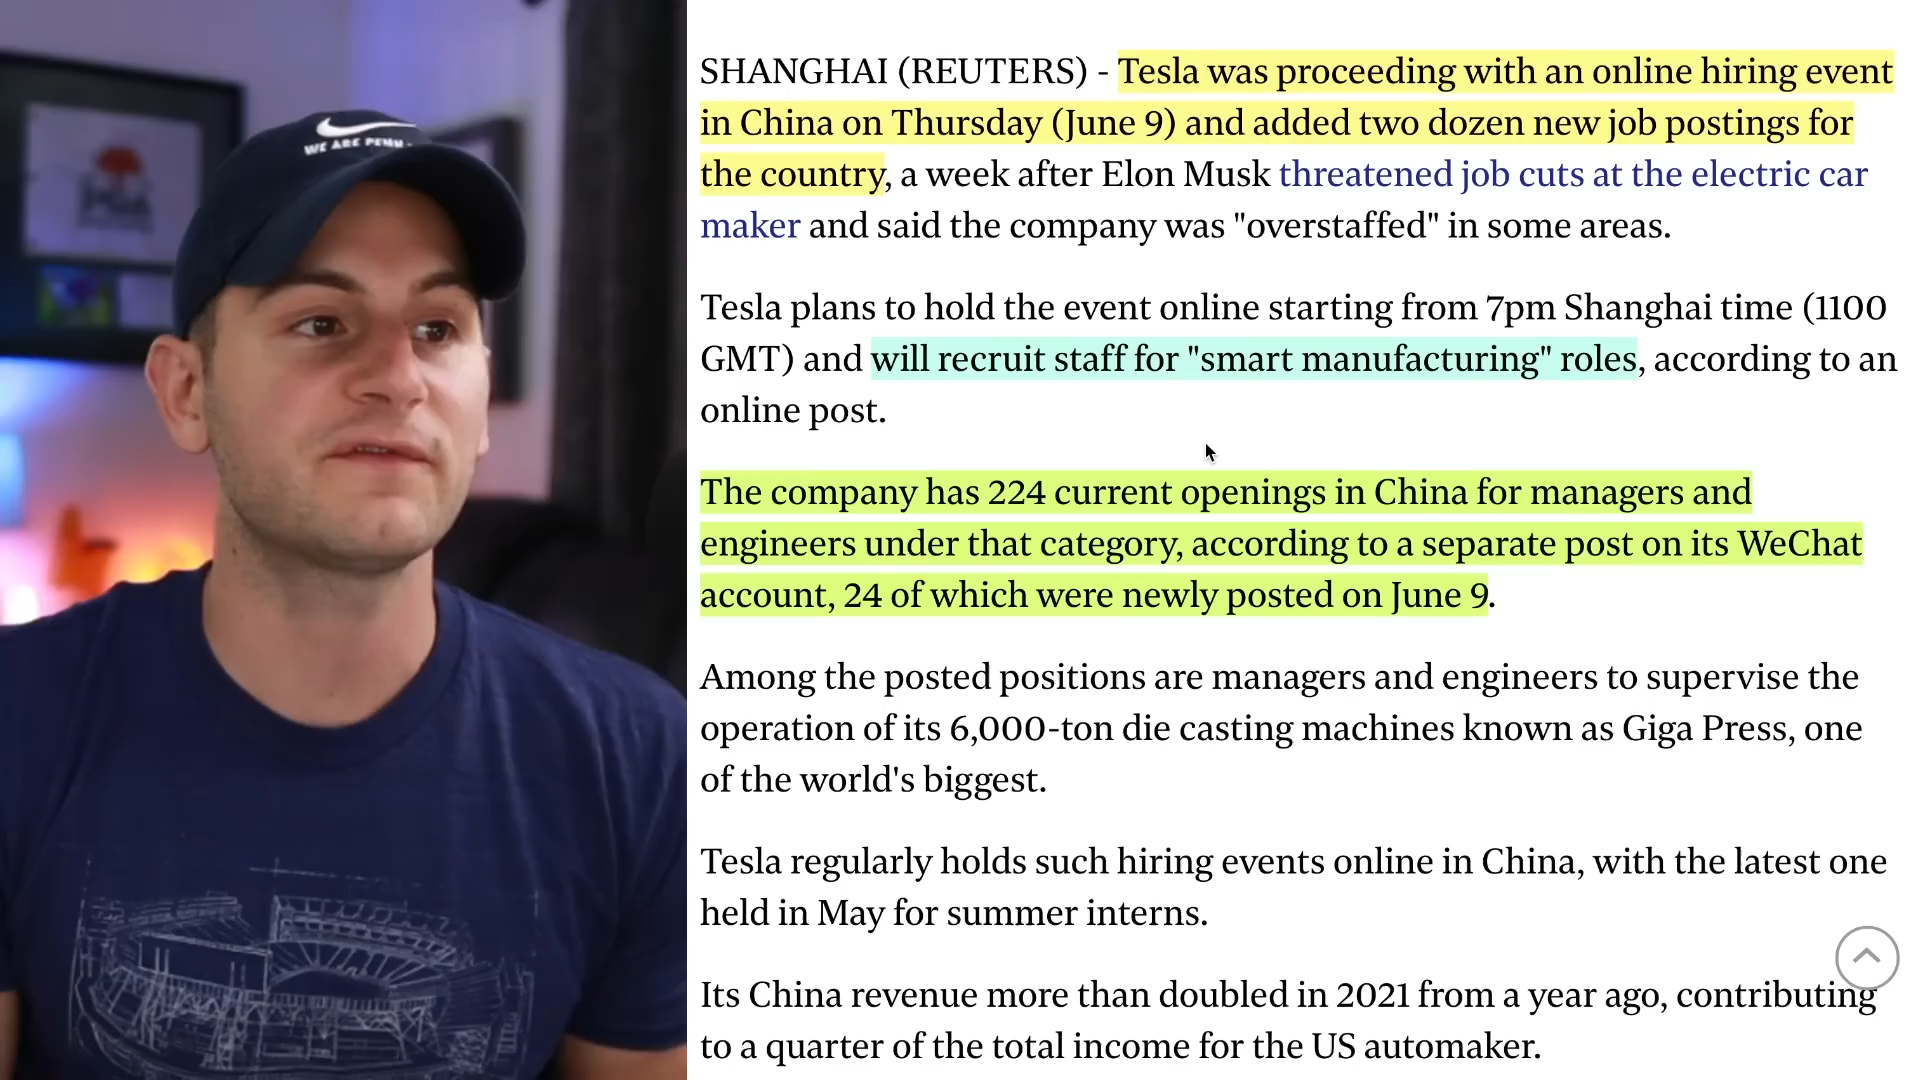 WE ARE PENN
SHANGHAI (REUTERS) - Tesla was proceeding with an online hiring event
in China on Thursday (June 9) and added two dozen new job postings for
the country, a week after Elon Musk threatened job cuts at the electric car
maker and said the company was "overstaffed" in some areas.
Tesla plans to hold the event online starting from 7pm Shanghai time (1100
GMT) and will recruit staff for "smart manufacturing" roles, according to an
online post.
The company has 224 current openings in China for managers and
engineers under that category, according to a separate post on its WeChat
account, 24 of which were newly posted on June 9.
Among the posted positions are managers and engineers to supervise the
operation of its 6,000-ton die casting machines known as Giga Press, one
of the world's biggest.
Tesla regularly holds such hiring events online in China, with the latest one
held in May for summer interns.
Its China revenue more than doubled in 2021 from a year ago, contributing
to a quarter of the total income for the US automaker.